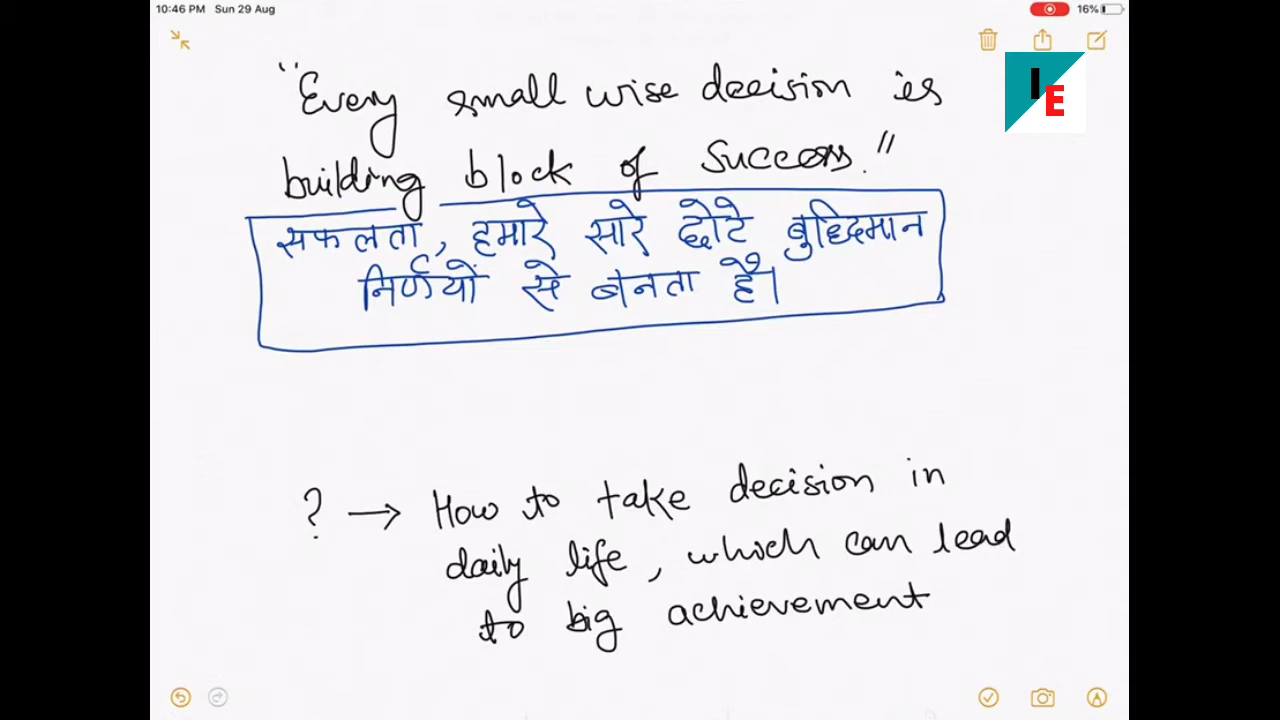 10:46 PM Sun 29 Aug
16%
I
E
"Every small wise decision is
building block of success."
सफलता, हमारे सारे छोटे बुद्धिमान
निर्णयों से बनता है।
? → How to take decision in
daily life, which can lead
to big achievement